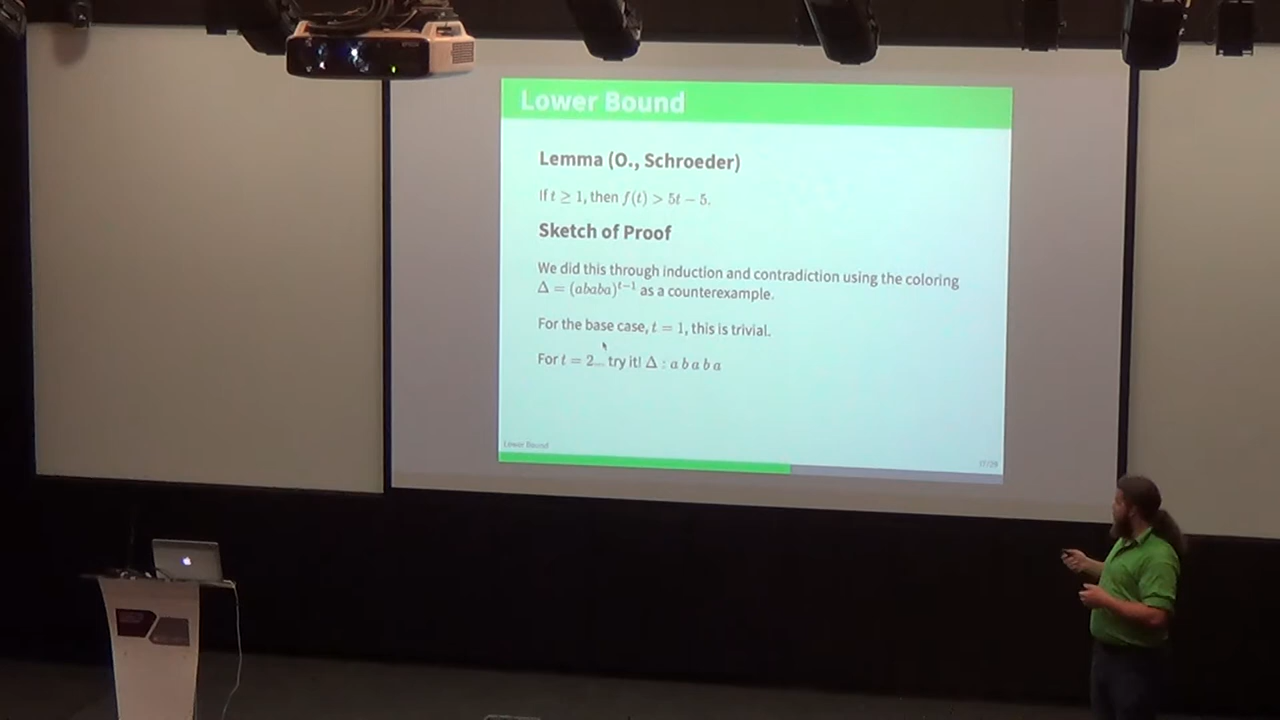 Lower Bound
Lemma (O., Schroeder)
If t ≥ 1, then f(t) > 5t − 5.
Sketch of Proof
We did this through induction and contradiction using the coloring
Δ = (ababa)^{t−1} as a counterexample.
For the base case, t = 1, this is trivial.
For t = 2... try it! Δ : a b a b a
Lower Bound
17/29